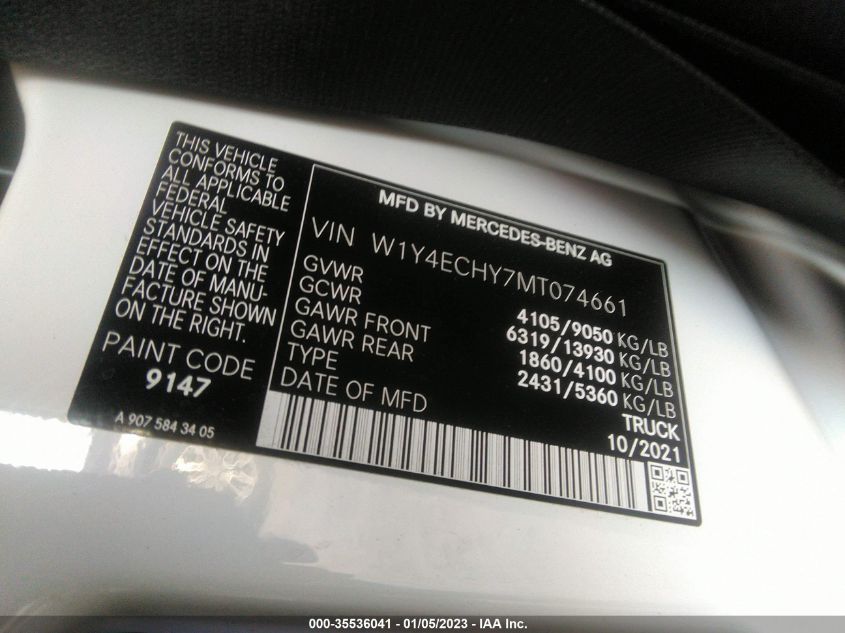 THIS VEHICLE
CONFORMS TO
ALL APPLICABLE
FEDERAL
VEHICLE SAFETY
STANDARDS IN
EFFECT ON THE
DATE OF MANU-
FACTURE SHOWN
ON THE RIGHT.
PAINT CODE
9147
A 907 584 34 05
MFD BY MERCEDES-BENZ AG
VIN W1Y4ECHY7MT074661
GVWR 4105/9050 KG/LB
GCWR 6319/13930 KG/LB
GAWR FRONT 1860/4100 KG/LB
GAWR REAR 2431/5360 KG/LB
TYPE TRUCK
DATE OF MFD 10/2021
000-35536041 - 01/05/2023 - IAA Inc.